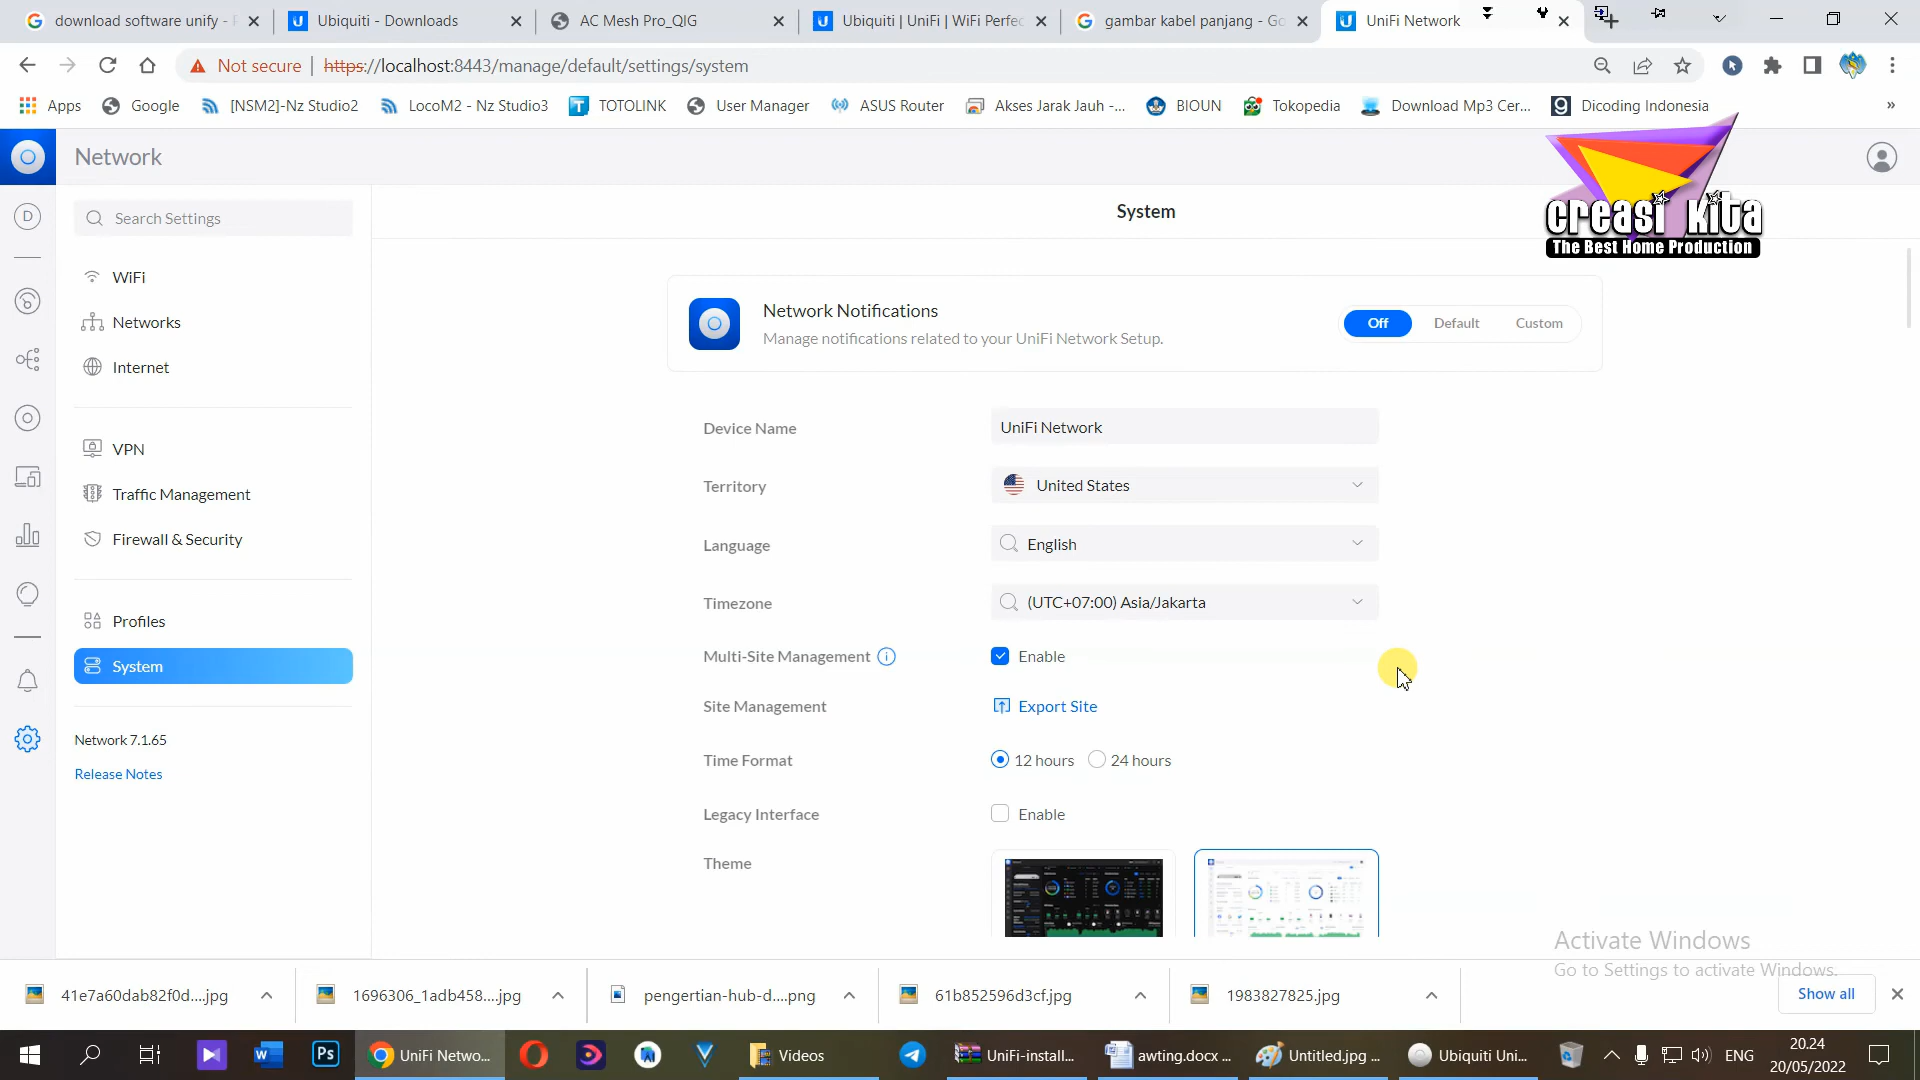 download software unify - F
Ubiquiti - Downloads
AC Mesh Pro_QIG
Ubiquiti | UniFi | WiFi Perfec
gambar kabel panjang - Go
UniFi Network
Not secure
https://localhost:8443/manage/default/settings/system
Apps
Google
[NSM2]-Nz Studio2
LocoM2 - Nz Studio3
TOTOLINK
User Manager
ASUS Router
Akses Jarak Jauh -...
BIOUN
Tokopedia
Download Mp3 Cer...
Dicoding Indonesia
»
Network
creasi kita
The Best Home Production
D
Search Settings
WiFi
Networks
Internet
VPN
Traffic Management
Firewall & Security
Profiles
System
Network 7.1.65
Release Notes
System
Network Notifications
Manage notifications related to your UniFi Network Setup.
Off
Default
Custom
Device Name
UniFi Network
Territory
United States
Language
English
Timezone
(UTC+07:00) Asia/Jakarta
Multi-Site Management
Enable
Site Management
Export Site
Time Format
12 hours
24 hours
Legacy Interface
Enable
Theme
Activate Windows
Go to Settings to activate Windows.
41e7a60dab82f0d....jpg
1696306_1adb458....jpg
pengertian-hub-d....png
61b852596d3cf.jpg
1983827825.jpg
Show all
Ps
UniFi Netwo...
Videos
UniFi-install...
awting.docx ...
Untitled.jpg ...
Ubiquiti Uni...
ENG
20.24
20/05/2022